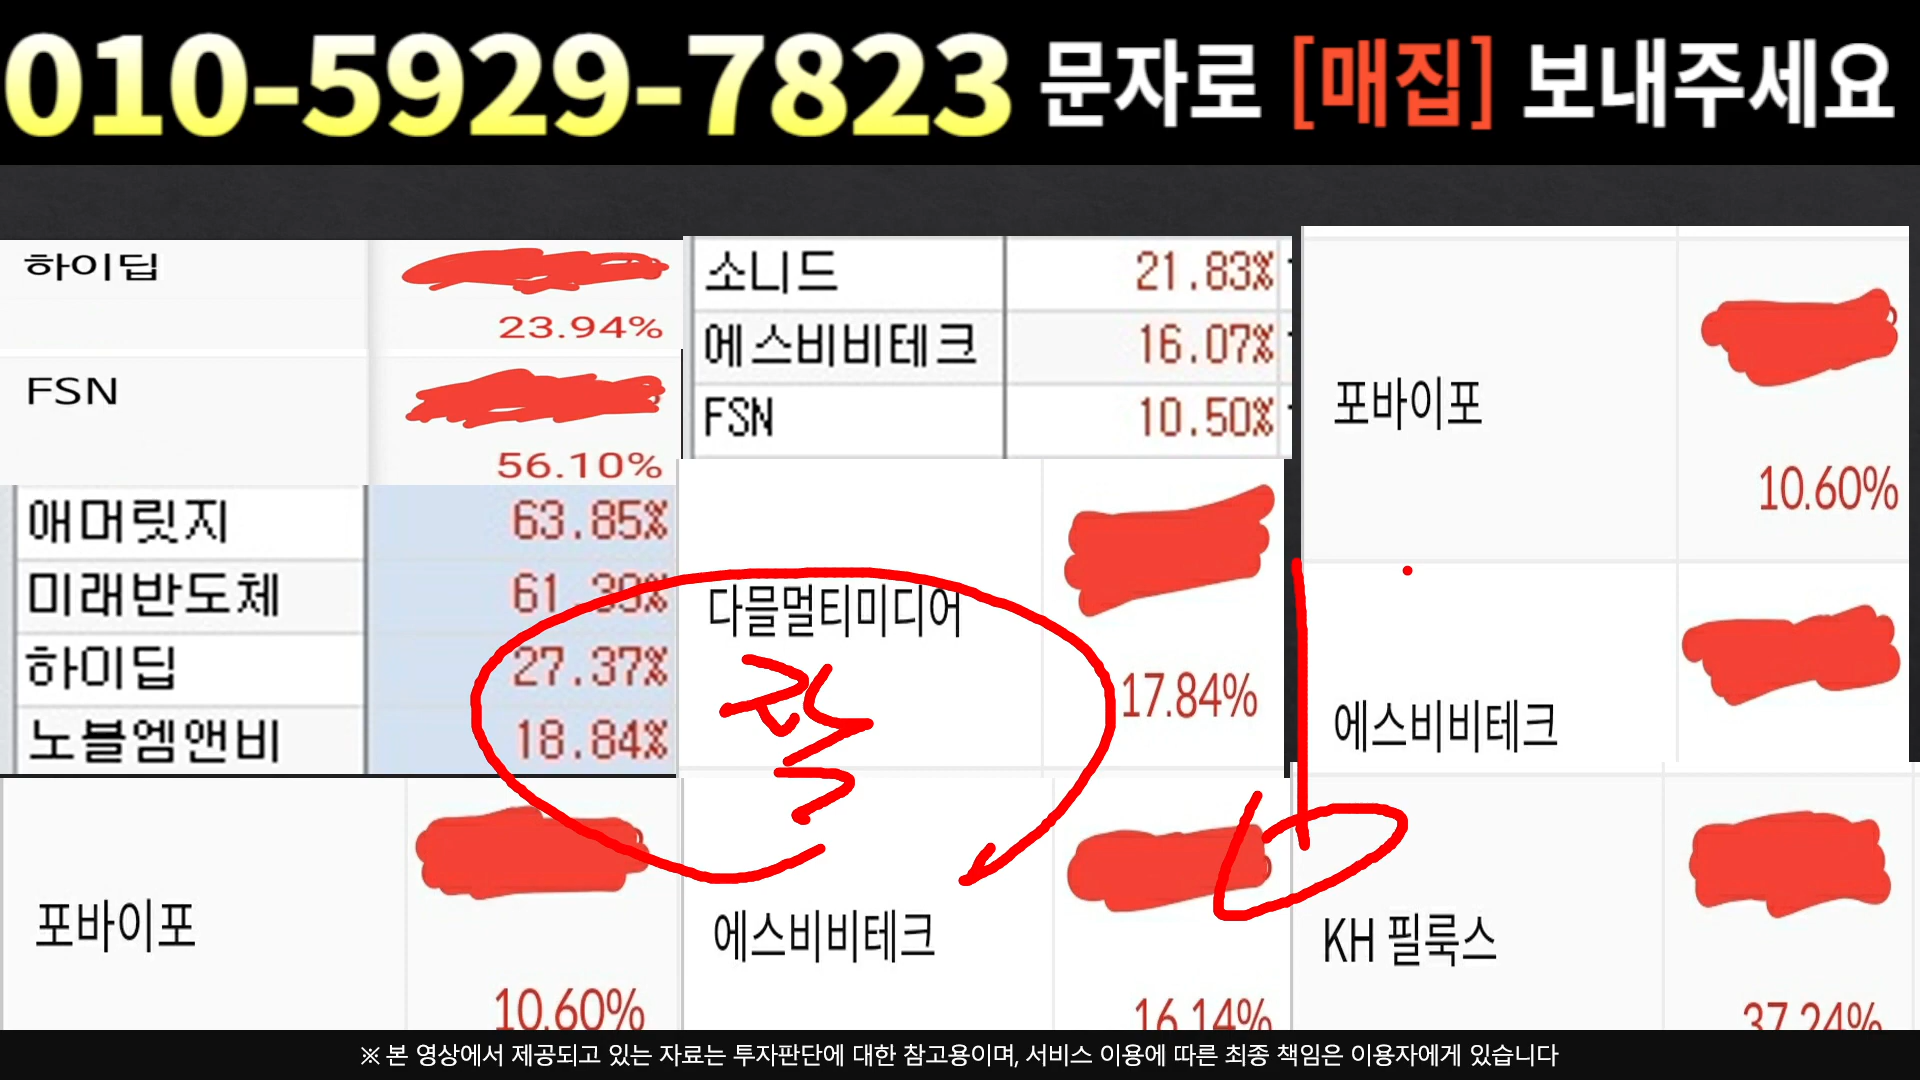 010-5929-7823 문자로 [매집] 보내주세요
하이딥
23.94%
FSN
56.10%
애머릿지 63.85%
미래반도체 61.39%
하이딥 27.37%
노블엠앤비 18.84%
소니드 21.83%
에스비비테크 16.07%
FSN 10.50%
다믈멀티미디어
17.84%
포바이포
10.60%
에스비비테크
포바이포
10.60%
에스비비테크
16.14%
KH 필룩스
37.24%
※ 본 영상에서 제공되고 있는 자료는 투자판단에 대한 참고용이며, 서비스 이용에 따른 최종 책임은 이용자에게 있습니다